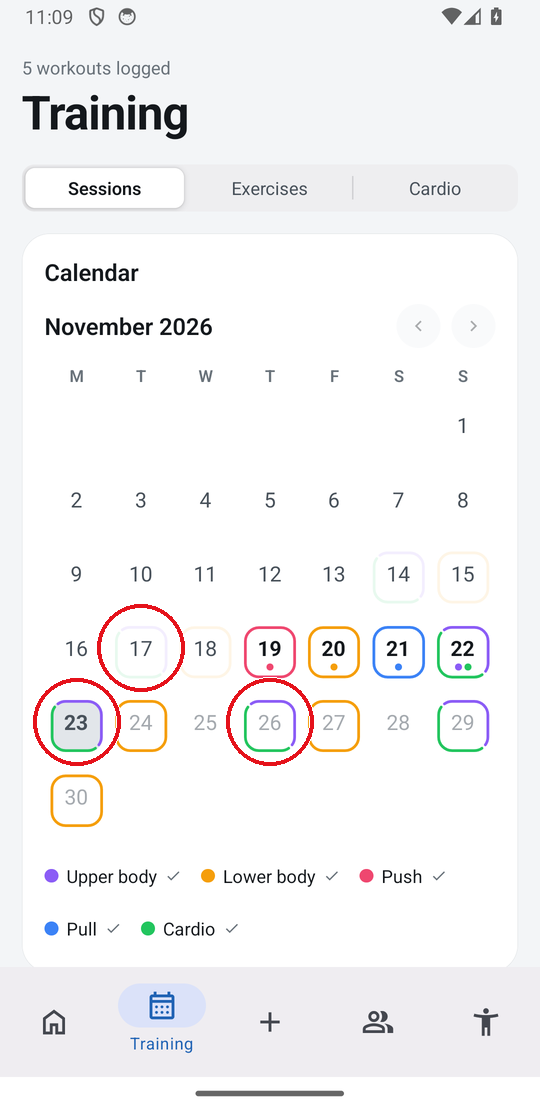 11:09
5 workouts logged
Training
Sessions Exercises Cardio
Calendar
November 2026
M T W T F S S
1
2 3 4 5 6 7 8
9 10 11 12 13 14 15
16 17 18 19 20 21 22
23 24 25 26 27 28 29
30
Upper body Lower body Push
Pull Cardio
Training